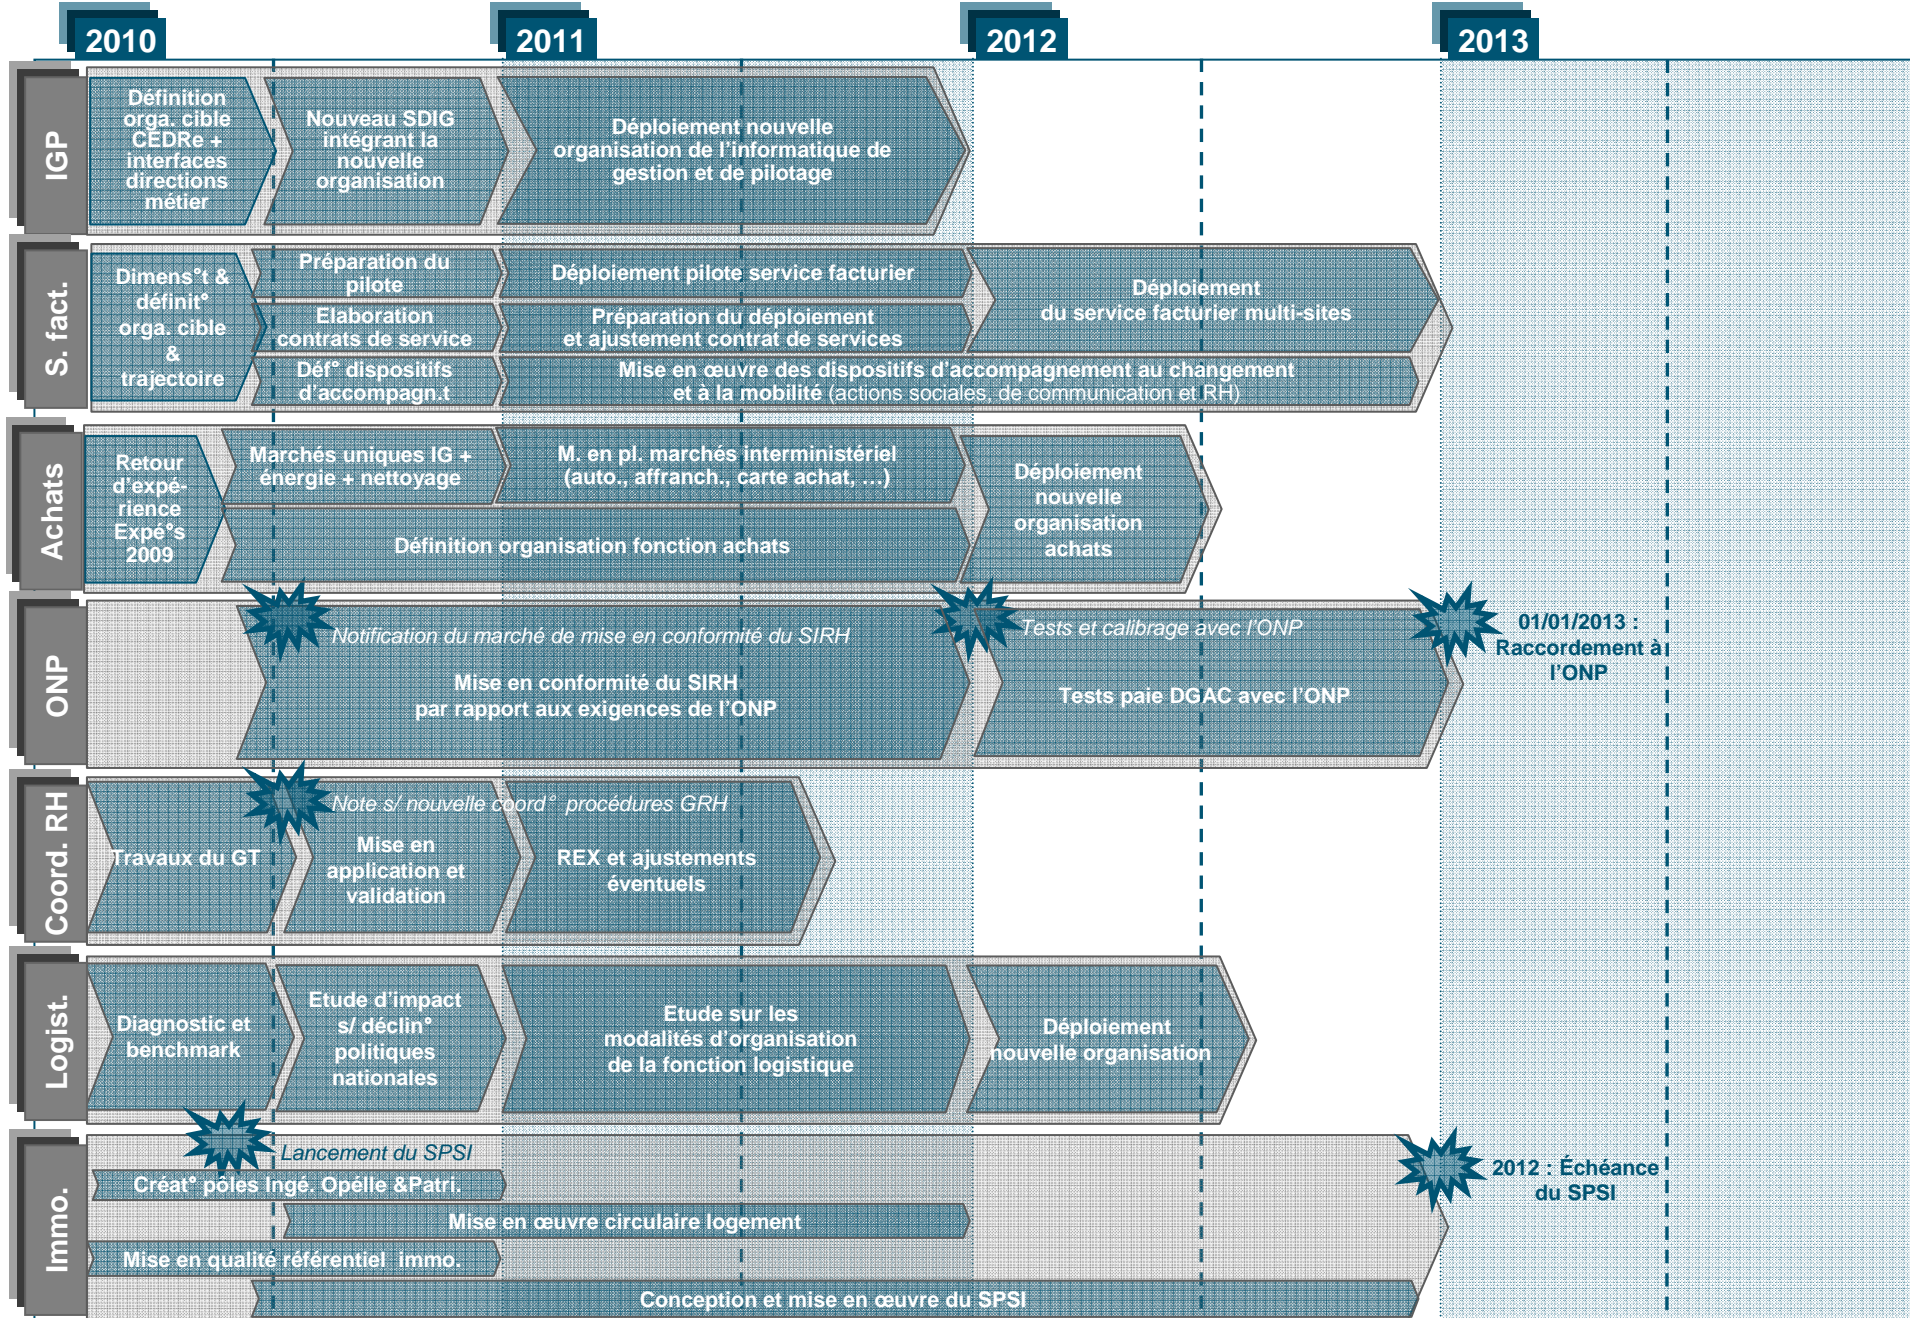 2010
2011
2012
2013
IGP
Définition
orga. cible
CEDRe +
interfaces
directions
métier
Nouveau SDIG
intégrant la
nouvelle
organisation
Déploiement nouvelle
organisation de l'informatique de
gestion et de pilotage
S. fact.
Dimens°t &
définit°
orga. cible
&
trajectoire
Préparation du
pilote
Elaboration
contrats de service
Déf° dispositifs
d'accompagn.t
Déploiement pilote service facturier
Préparation du déploiement
et ajustement contrat de services
Déploiement
du service facturier multi-sites
Mise en œuvre des dispositifs d'accompagnement au changement
et à la mobilité (actions sociales, de communication et RH)
Achats
Retour
d'expé-
rience
Expé°s
2009
Marchés uniques IG +
énergie + nettoyage
M. en pl. marchés interministériel
(auto., affranch., carte achat, …)
Définition organisation fonction achats
Déploiement
nouvelle
organisation
achats
ONP
Notification du marché de mise en conformité du SIRH
Mise en conformité du SIRH
par rapport aux exigences de l'ONP
Tests et calibrage avec l'ONP
Tests paie DGAC avec l'ONP
01/01/2013 :
Raccordement à
l'ONP
Coord. RH
Travaux du GT
Note s/ nouvelle coord° procédures GRH
Mise en
application et
validation
REX et ajustements
éventuels
Logist.
Diagnostic et
benchmark
Etude d'impact
s/ déclin°
politiques
nationales
Etude sur les
modalités d'organisation
de la fonction logistique
Déploiement
nouvelle organisation
Immo.
Lancement du SPSI
Créat° pôles Ingé. Opélle &Patri.
Mise en œuvre circulaire logement
Mise en qualité référentiel immo.
Conception et mise en œuvre du SPSI
2012 : Échéance
du SPSI